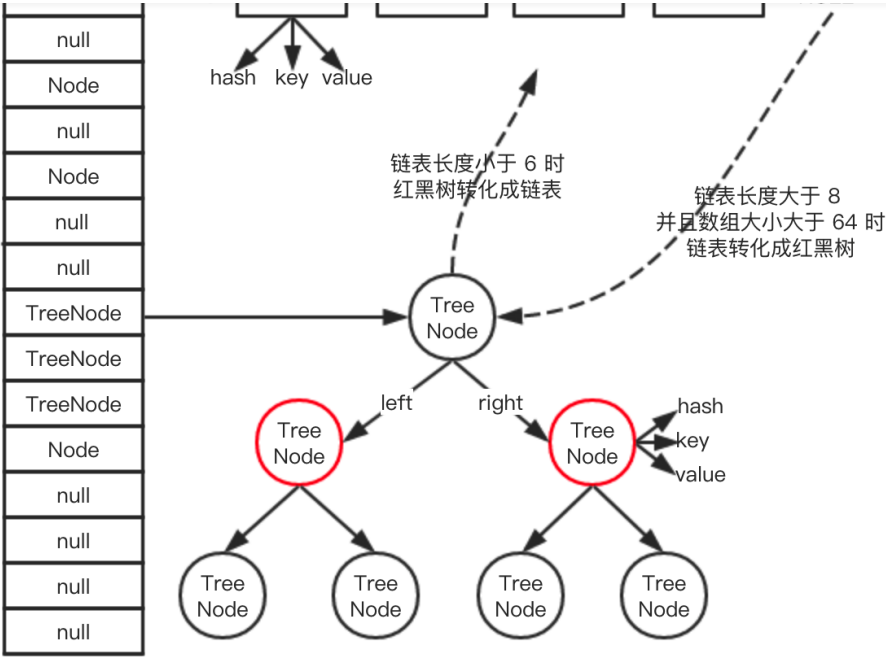 null
Node
null
Node
null
null
TreeNode
TreeNode
TreeNode
Node
null
null
null
null
hash key value
链表长度小于 6 时
红黑树转化成链表
链表长度大于 8
并且数组大小大于 64 时
链表转化成红黑树
Tree
Node
left
right
Tree
Node
Tree
Node
hash
key
value
Tree
Node
Tree
Node
Tree
Node
Tree
Node